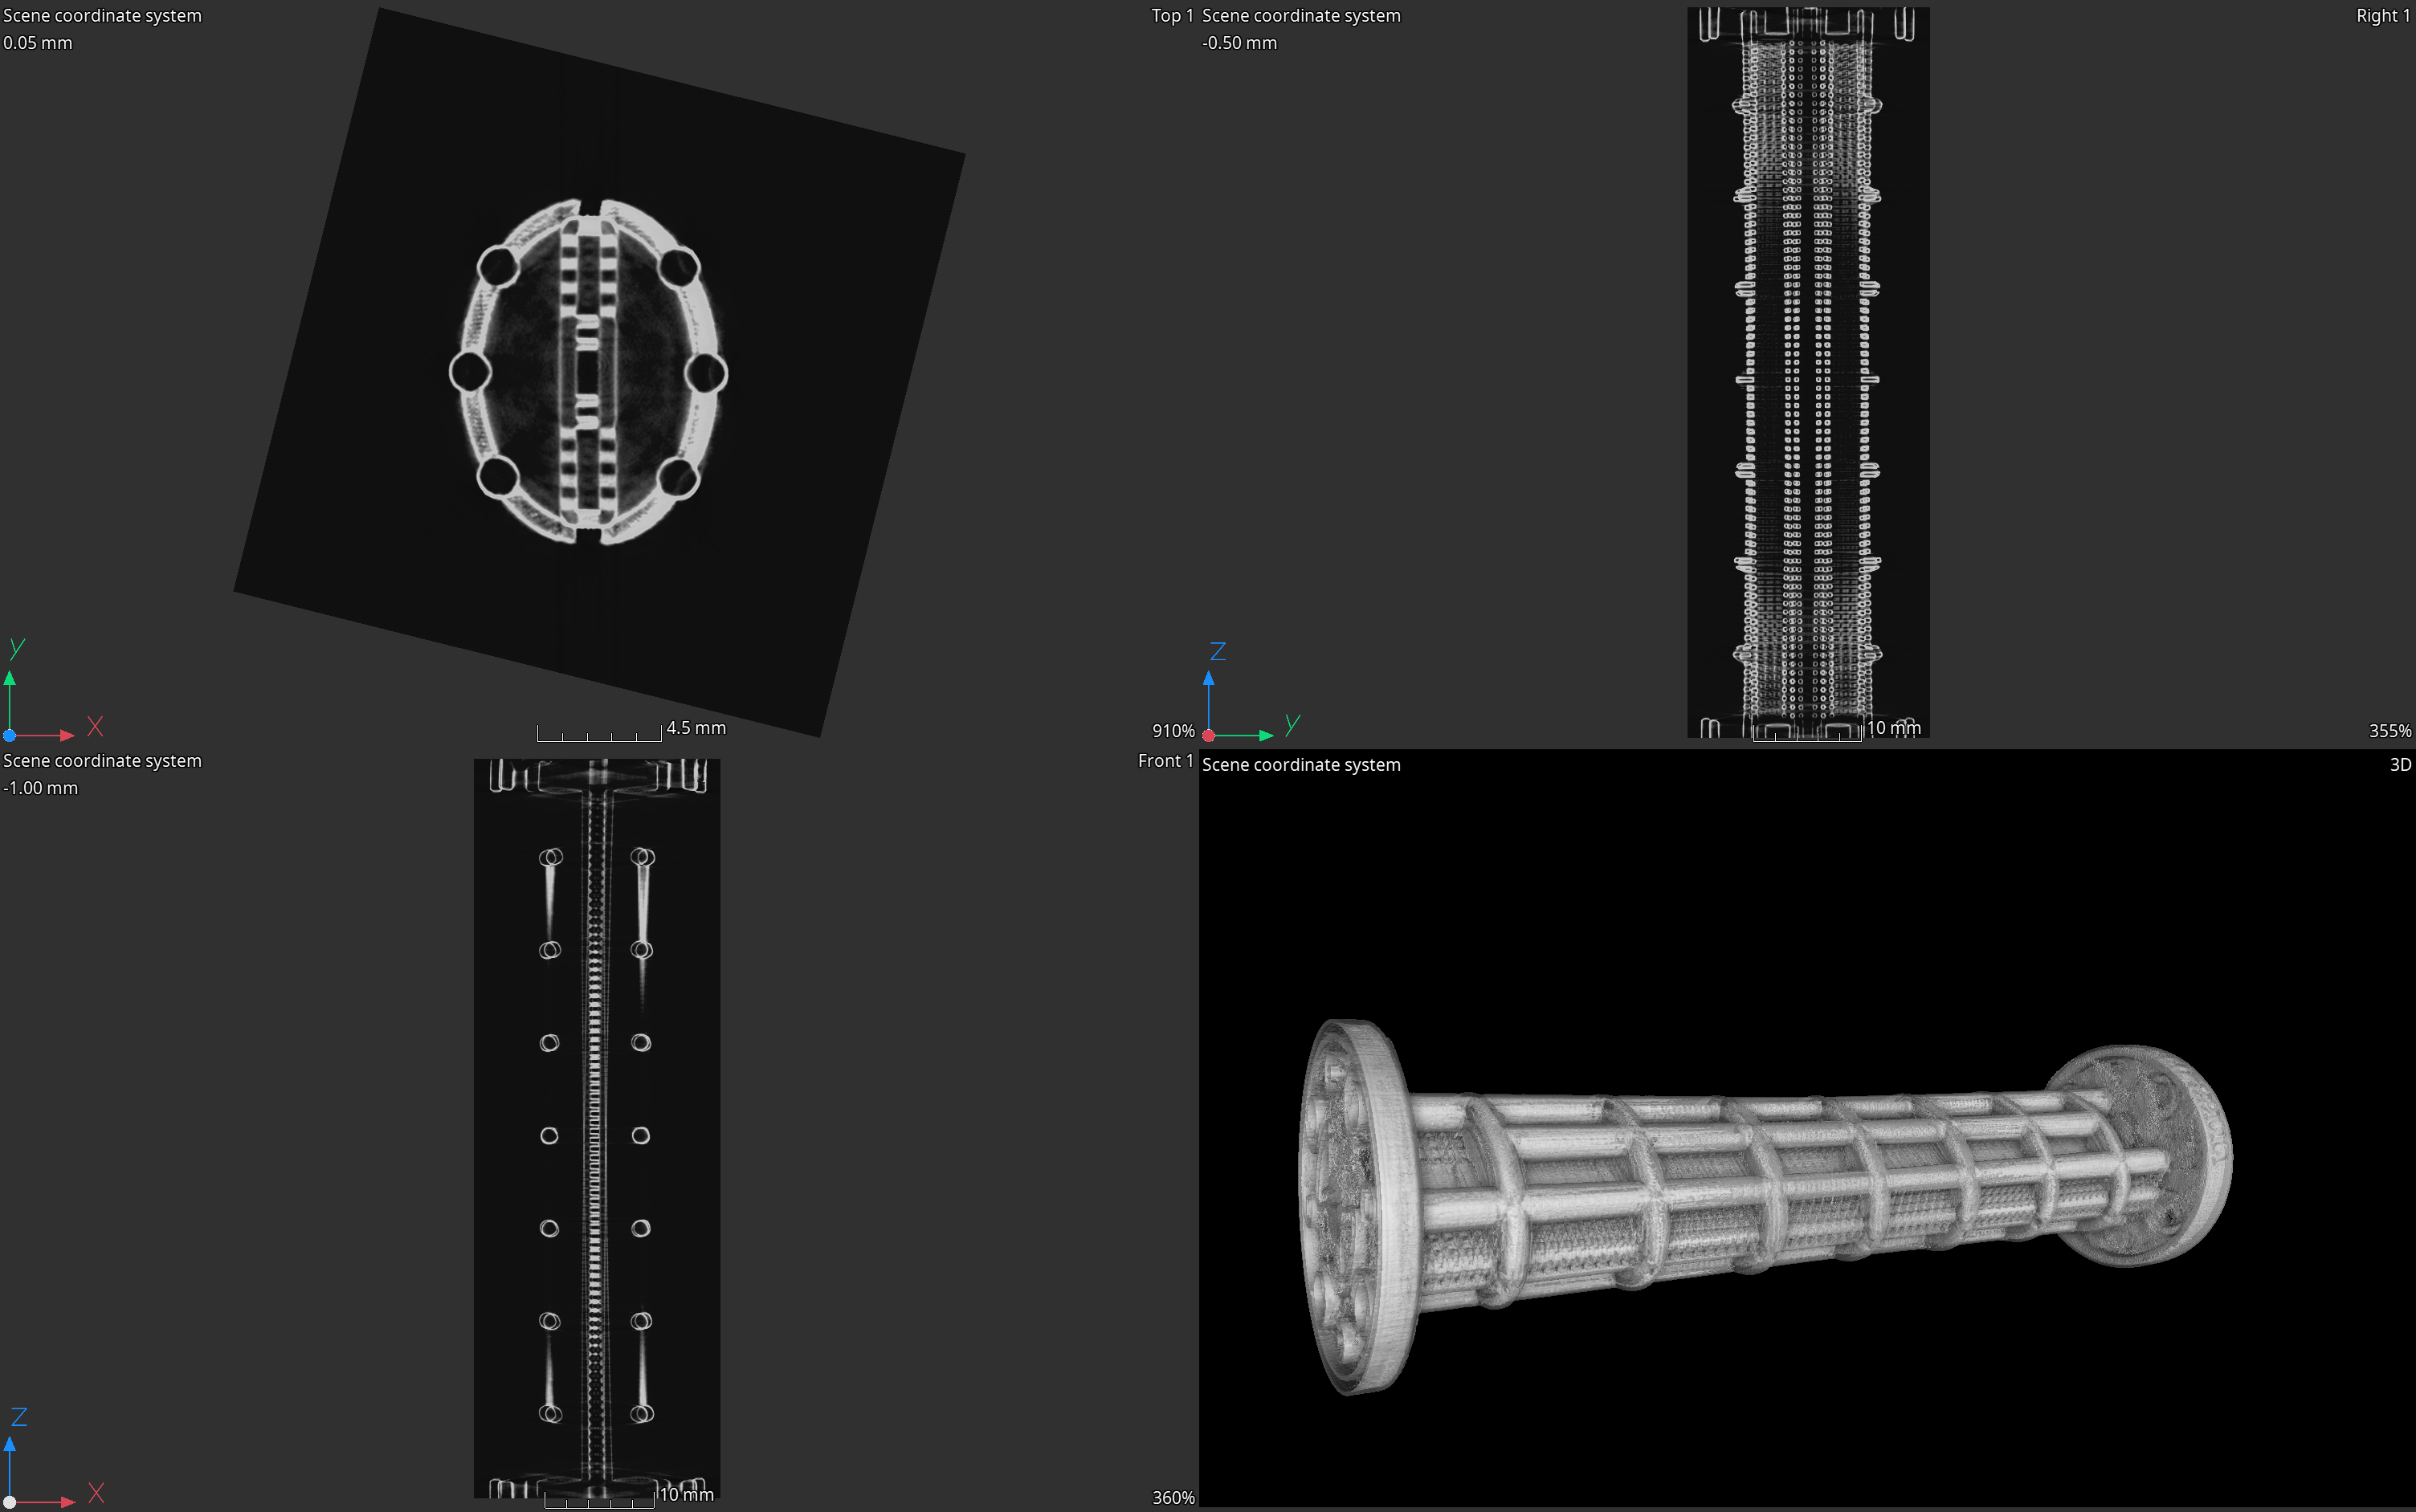 Scene coordinate system
Top 1
0.05 mm
y
x
4.5 mm
910%
Scene coordinate system
Right 1
-0.50 mm
z
y
10 mm
355%
Scene coordinate system
Front 1
-1.00 mm
z
x
10 mm
360%
Scene coordinate system
3D